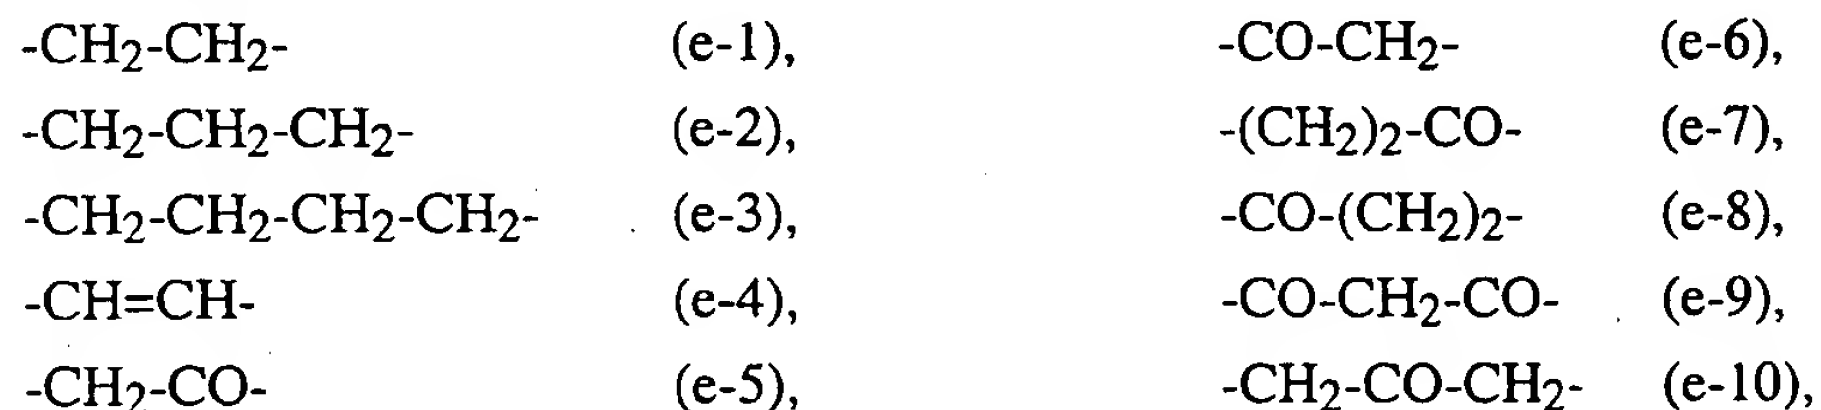 -CH2-CH2- (e-1), -CO-CH2- (e-6),
-CH2-CH2-CH2- (e-2), -(CH2)2-CO- (e-7),
-CH2-CH2-CH2-CH2- (e-3), -CO-(CH2)2- (e-8),
-CH=CH- (e-4), -CO-CH2-CO- (e-9),
-CH2-CO- (e-5), -CH2-CO-CH2- (e-10),